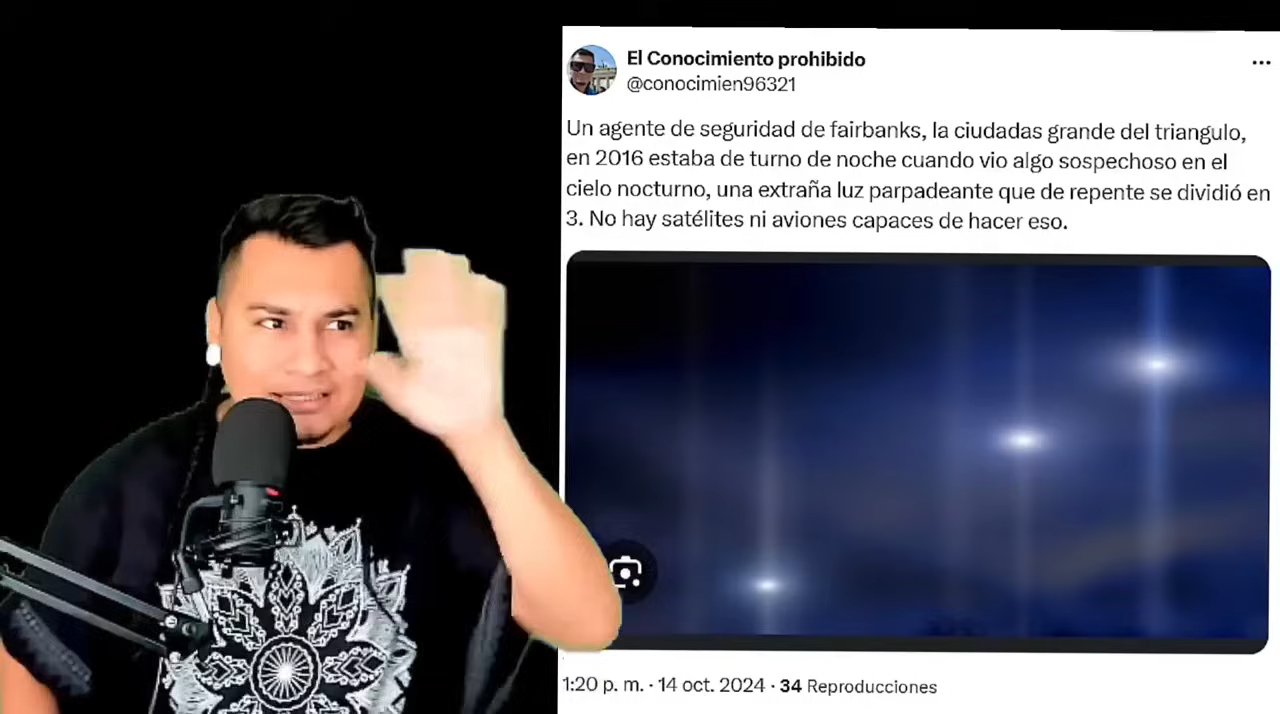 El Conocimiento prohibido
@conocimien96321
Un agente de seguridad de fairbanks, la ciudadas grande del triangulo,
en 2016 estaba de turno de noche cuando vio algo sospechoso en el
cielo nocturno, una extraña luz parpadeante que de repente se dividió en
3. No hay satélites ni aviones capaces de hacer eso.
1:20 p. m. · 14 oct. 2024 · 34 Reproducciones